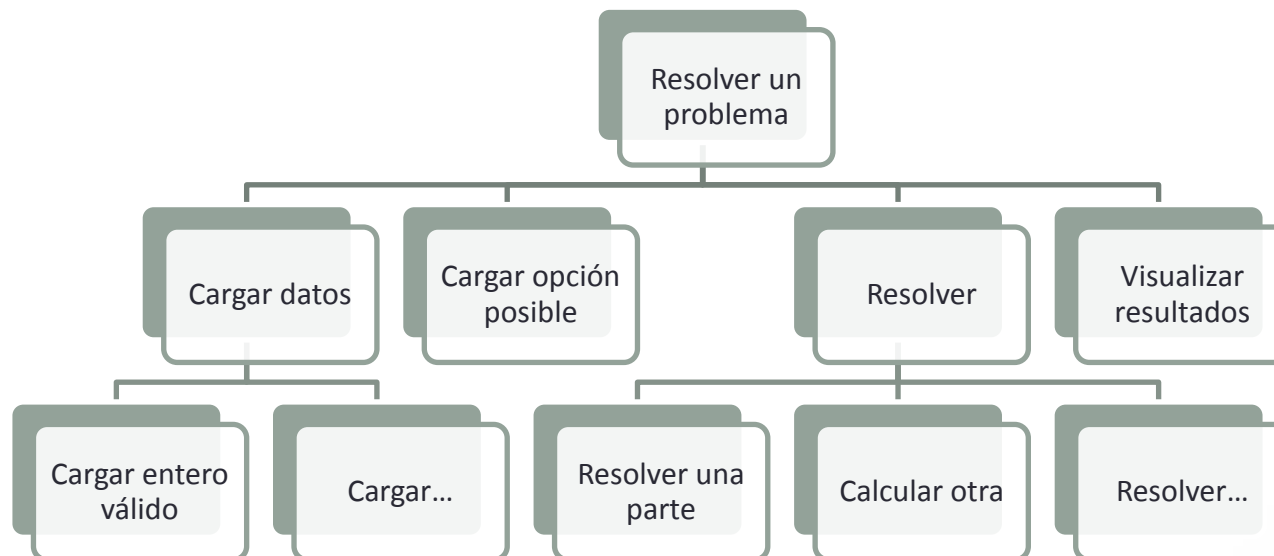 Resolver un
problema
Cargar datos
Cargar opción
posible
Resolver
Visualizar
resultados
Cargar entero
válido
Cargar...
Resolver una
parte
Calcular otra
Resolver...